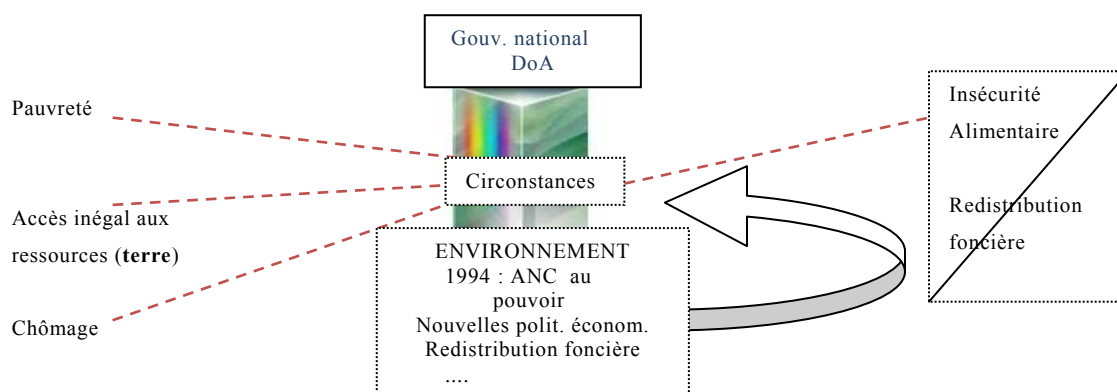 Gouv. national
DoA
Pauvreté
Accès inégal aux
ressources (terre)
Chômage
Circonstances
ENVIRONNEMENT
1994 : ANC au
pouvoir
Nouvelles polit. économ.
Redistribution foncière
....
Insécurité
Alimentaire
Redistribution
foncière